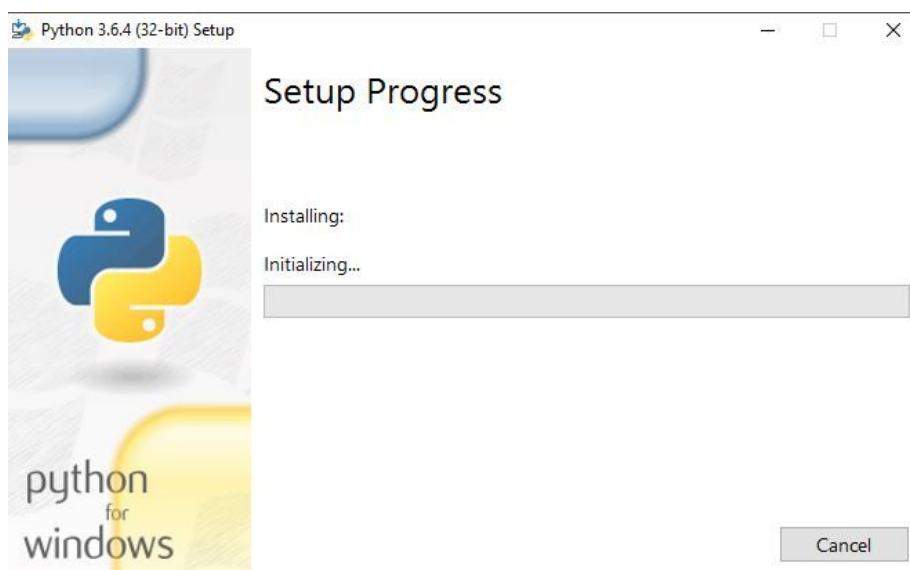 Python 3.6.4 (32-bit) Setup
Setup Progress
Installing:
Initializing...
python
for
windows
Cancel